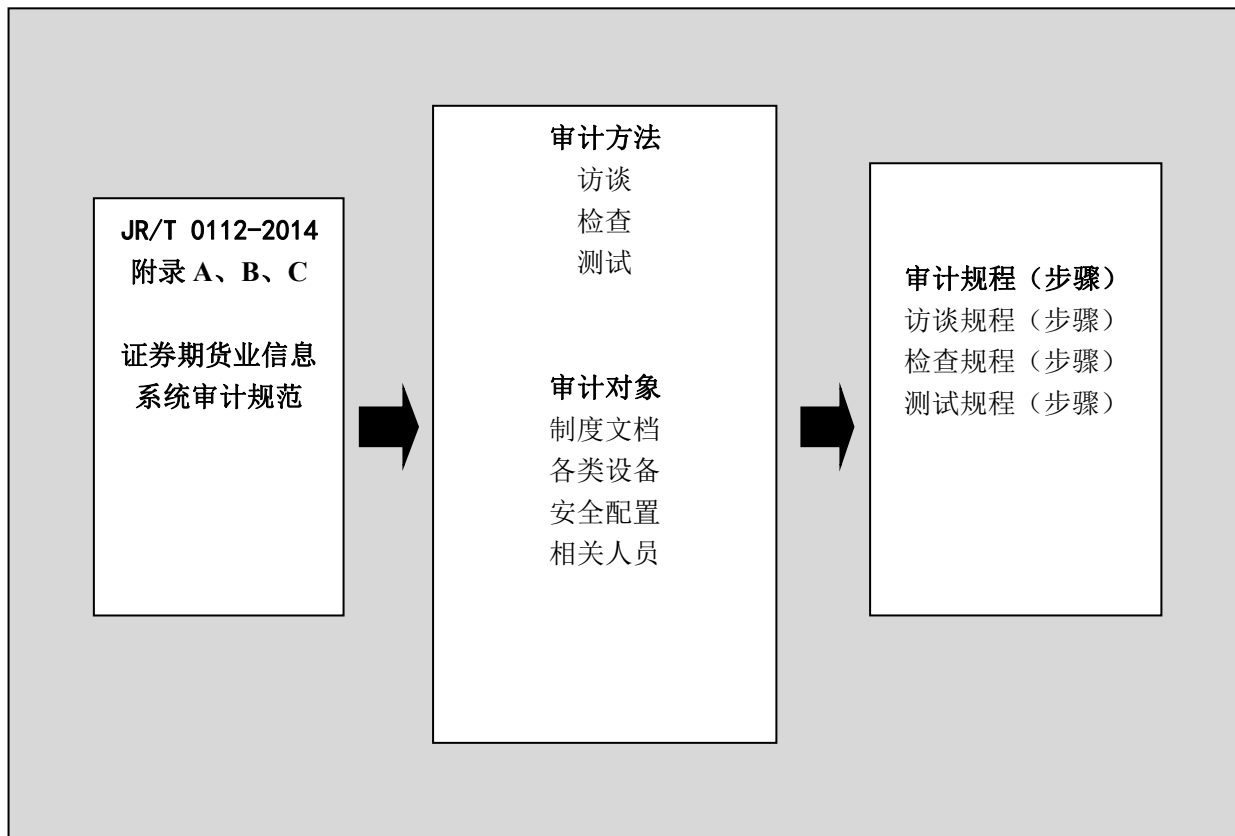 JR/T 0112-2014
附录 A、B、C
证券期货业信息
系统审计规范
审计方法
访谈
检查
测试
审计对象
制度文档
各类设备
安全配置
相关人员
审计规程（步骤）
访谈规程（步骤）
检查规程（步骤）
测试规程（步骤）